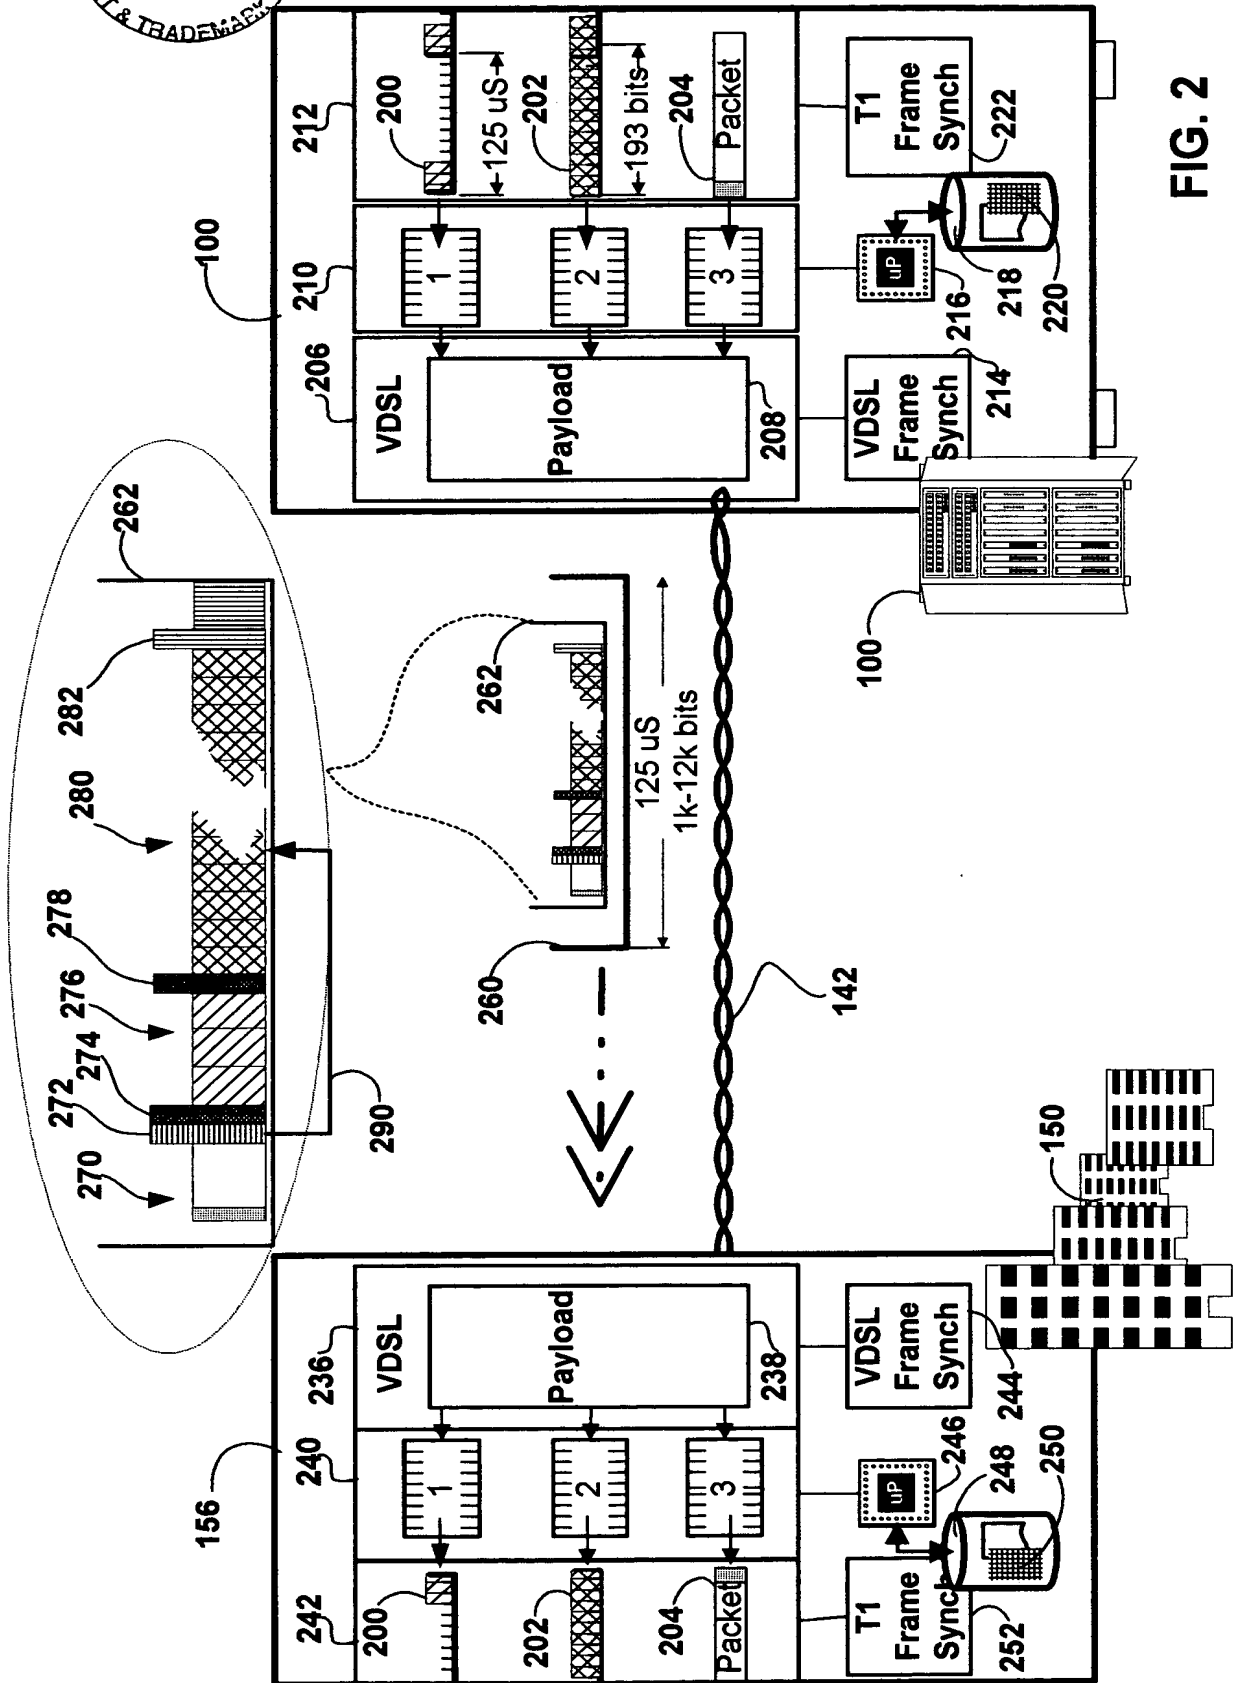 T & TRADEMARK
FIG. 2
100
206
210
212
VDSL
Payload
208
1
2
3
200
125 uS
202
193 bits
204
Packet
VDSL
Frame
Synch
214
uP
216
218
220
T1
Frame
Synch
222
100
262
282
280
278
276
274
272
270
290
262
260
125 uS
1k-12k bits
142
150
156
236
240
242
VDSL
Payload
238
1
2
3
200
202
204
Packet
VDSL
Frame
Synch
244
uP
246
248
250
T1
Frame
Synch
252